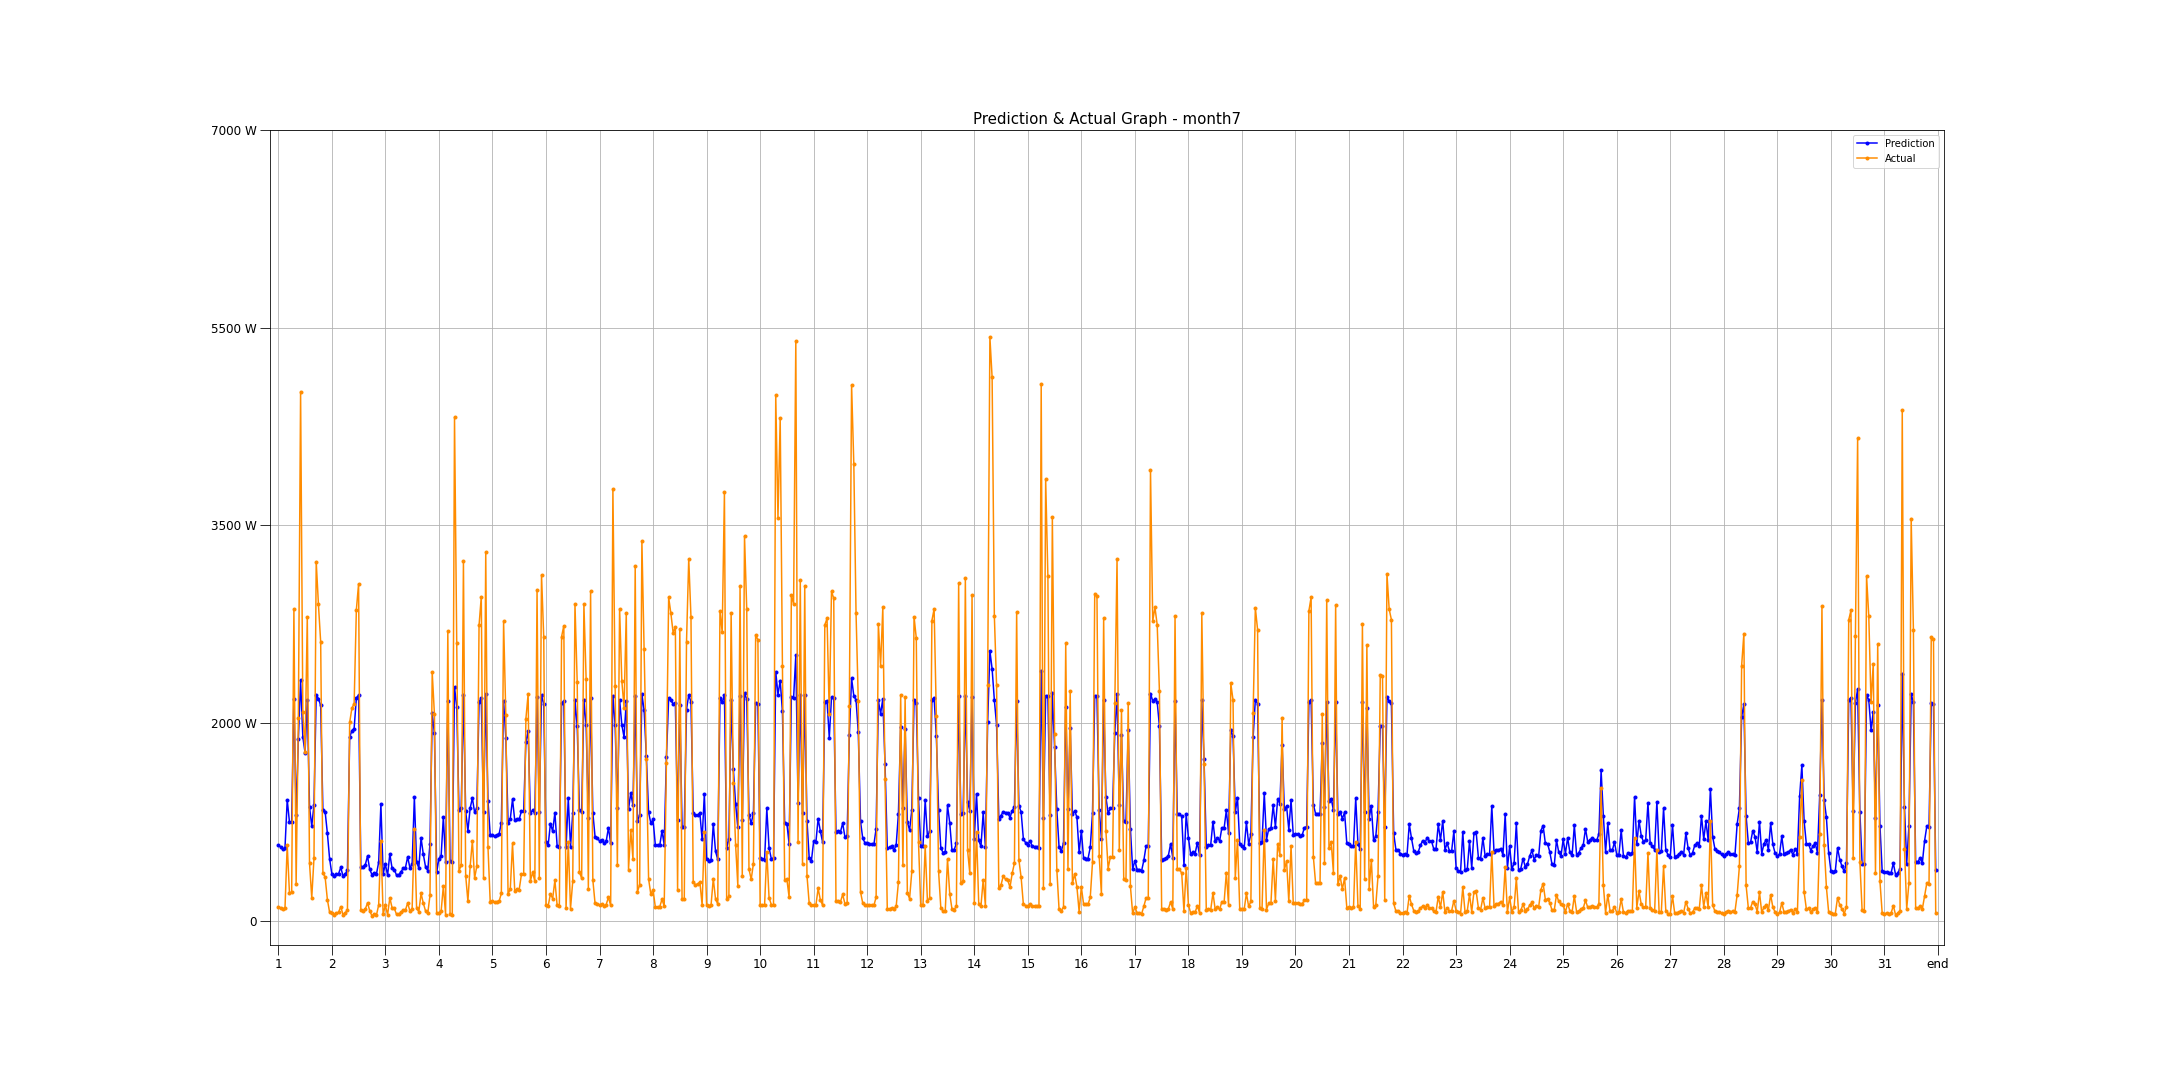 Prediction & Actual Graph - month7
7000 W
5500 W
3500 W
2000 W
0
Prediction
Actual
1 2 3 4 5 6 7 8 9 10 11 12 13 14 15 16 17 18 19 20 21 22 23 24 25 26 27 28 29 30 31 end